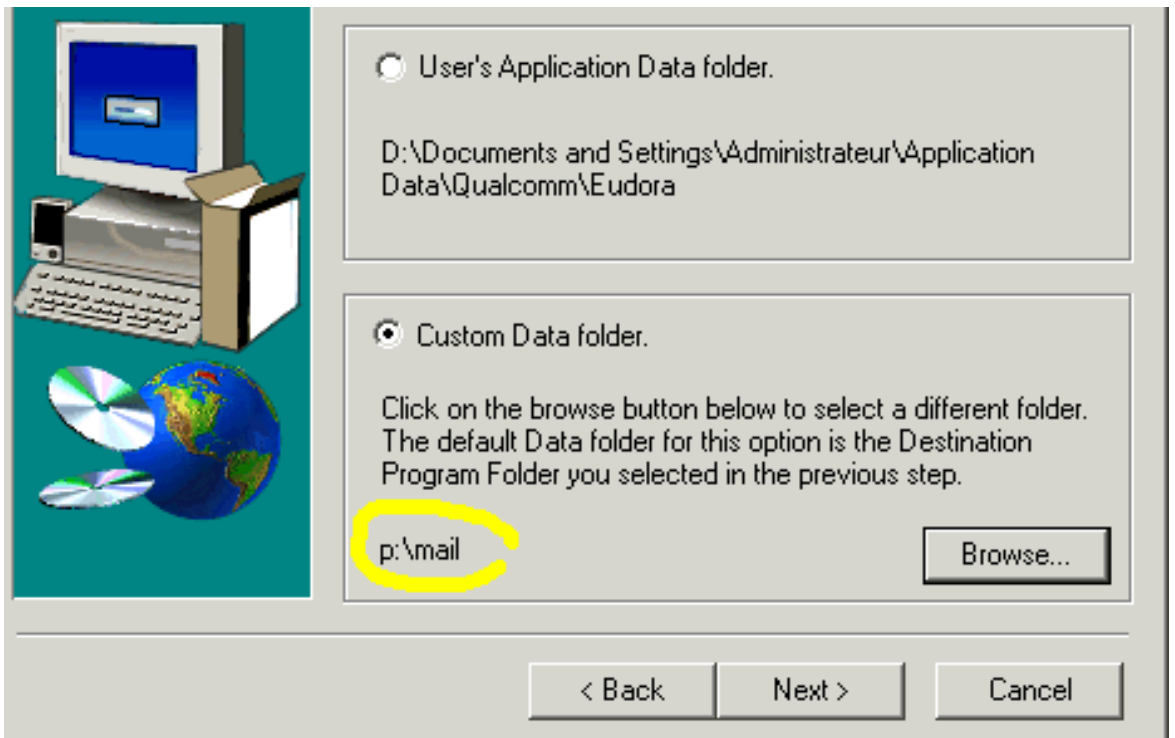 User's Application Data folder.
D:\Documents and Settings\Administrateur\Application
Data\Qualcomm\Eudora
Custom Data folder.
Click on the browse button below to select a different folder.
The default Data folder for this option is the Destination
Program Folder you selected in the previous step.
p:\mail
Browse...
< Back
Next >
Cancel